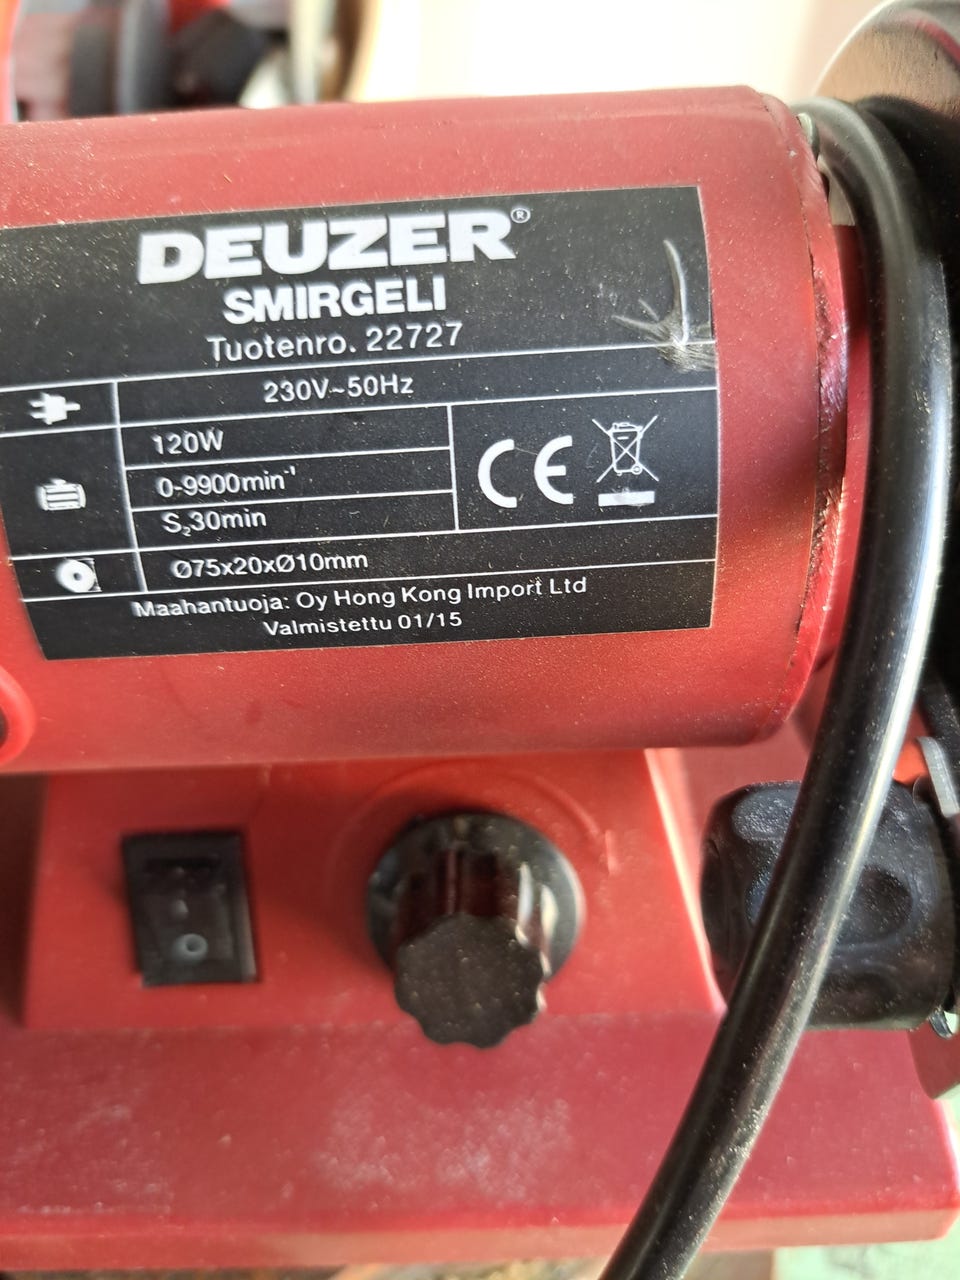 DEUZER®
SMIRGELI
Tuotenro. 22727
230V~50Hz
120W
0-9900min⁻¹
S₂30min
CE
Ø75x20xØ10mm
Maahantuoja: Oy Hong Kong Import Ltd
Valmistettu 01/15